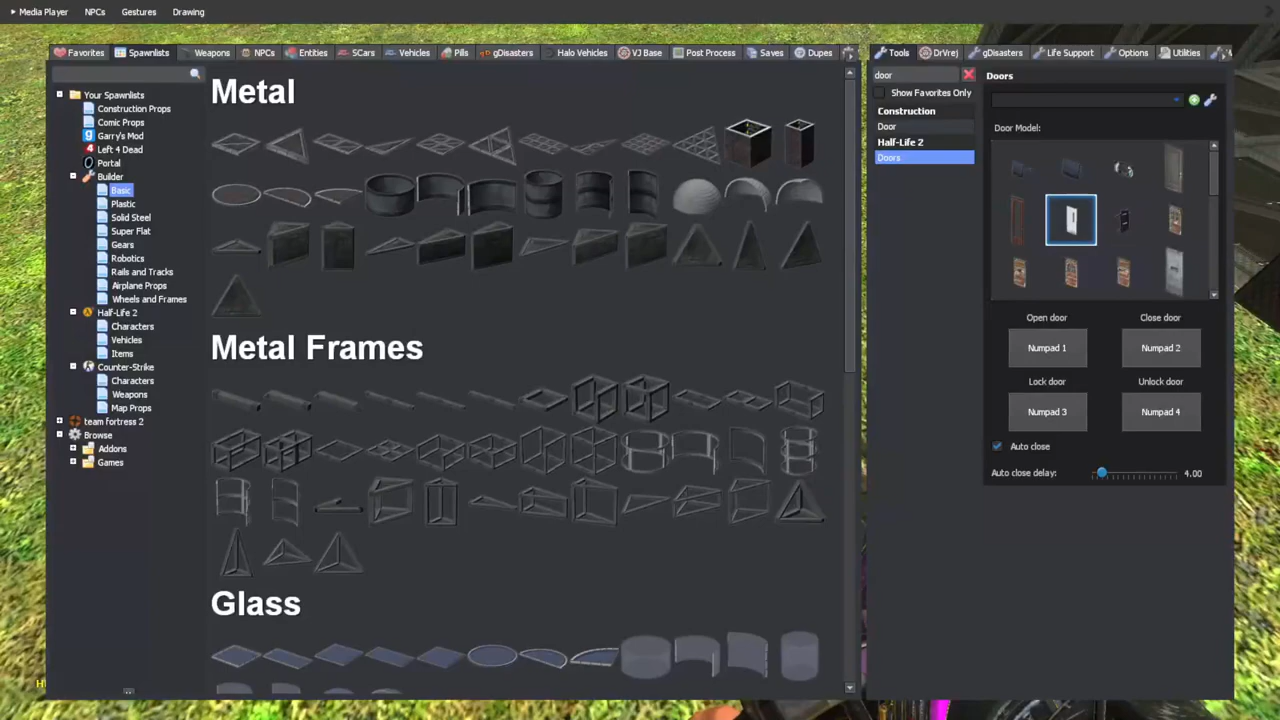 Media Player NPCs Gestures Drawing
Favorites Spawnlists Weapons NPCs Entities SCars Vehicles Pills gDisasters Halo Vehicles VJ Base Post Process Saves Dupes
Your Spawnlists
Construction Props
Comic Props
Garry's Mod
Left 4 Dead
Portal
Builder
Basic
Plastic
Solid Steel
Super Flat
Gears
Robotics
Rails and Tracks
Airplane Props
Wheels and Frames
Half-Life 2
Characters
Vehicles
Items
Counter-Strike
Characters
Weapons
Map Props
team fortress 2
Browse
Addons
Games
Metal
Metal Frames
Glass
Tools DrVrej gDisasters Life Support Options Utilities
door
Show Favorites Only
Construction
Door
Half-Life 2
Doors
Doors
Door Model:
Open door Close door
Numpad 1 Numpad 2
Lock door Unlock door
Numpad 3 Numpad 4
Auto close
Auto close delay: 4.00